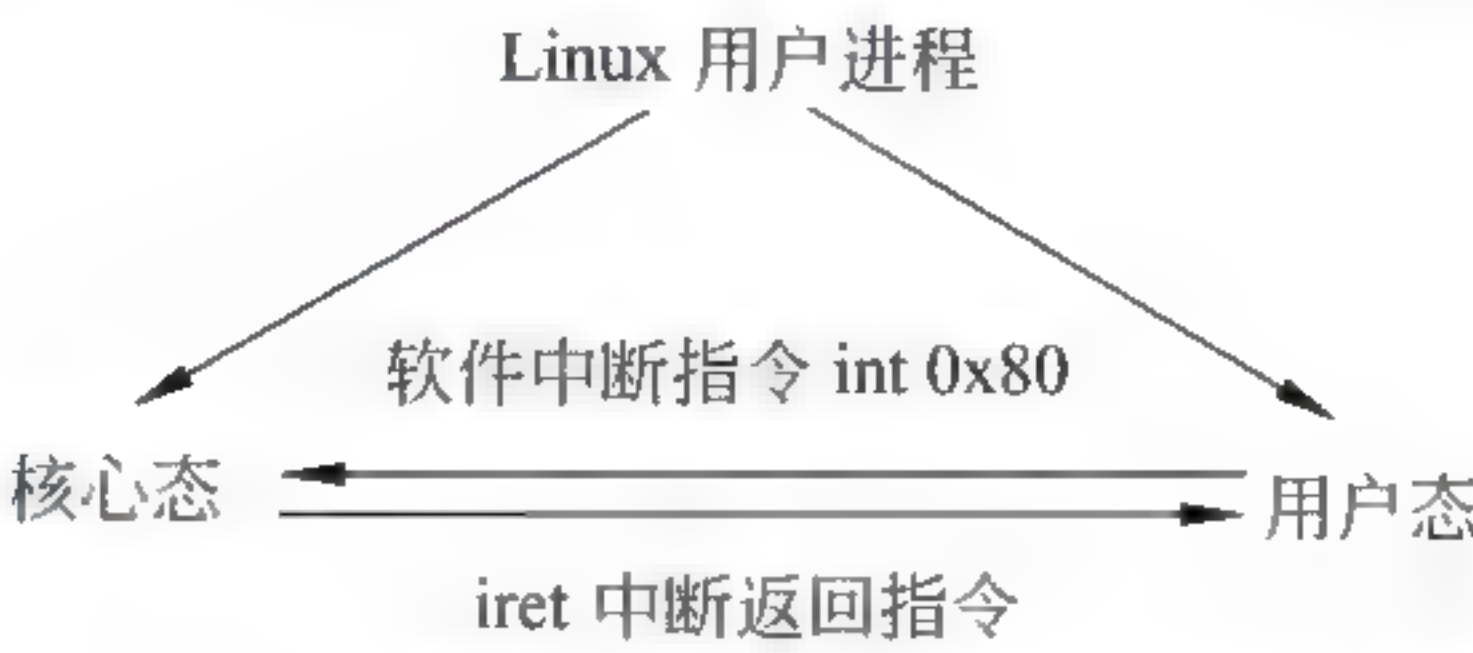 Linux 用户进程
软件中断指令 int 0x80
核心态
用户态
iret 中断返回指令